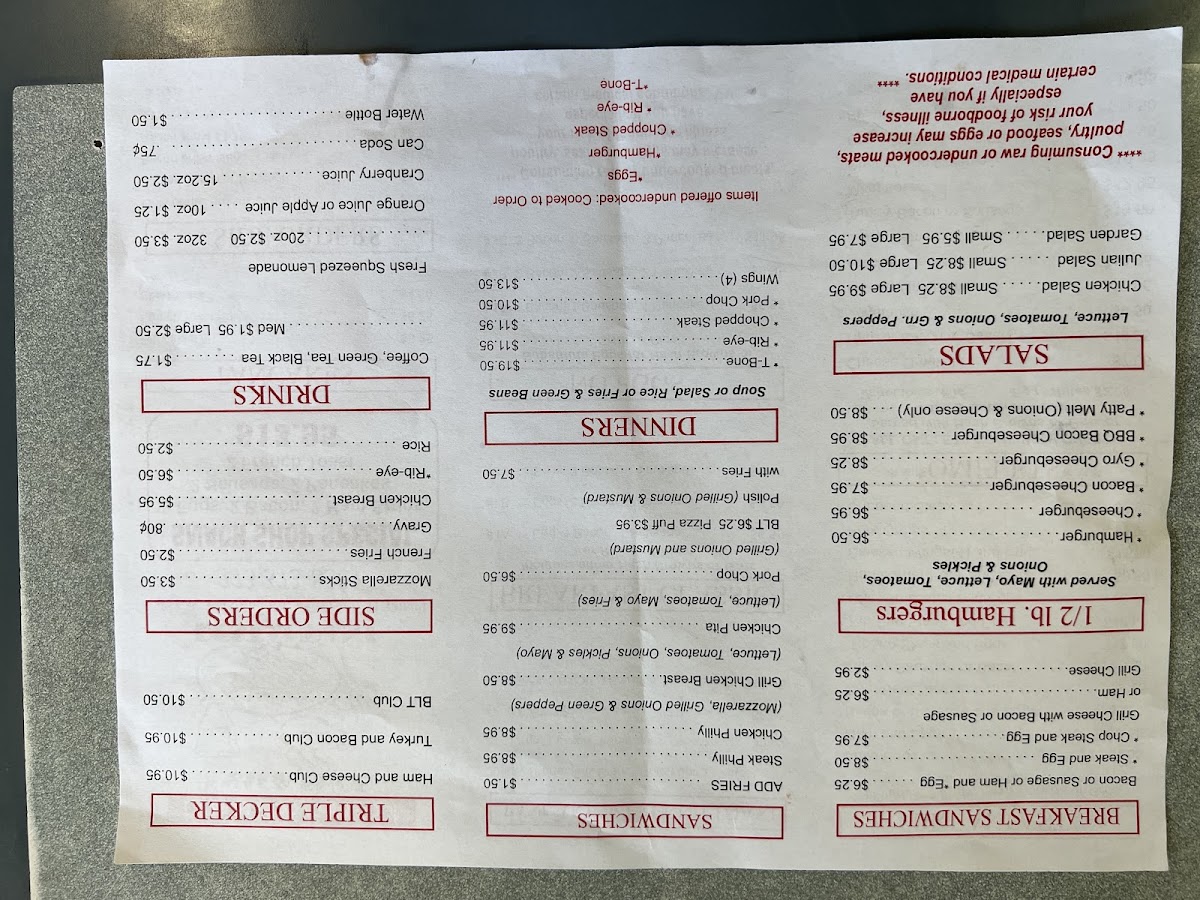 BREAKFAST SANDWICHES
Bacon or Sausage or Ham and *Egg . . . . . . $6.25
* Steak and Egg . . . . . . . . . . . . . . . . . . . $8.50
* Chop Steak and Egg. . . . . . . . . . . . . . . $7.95
Grill Cheese with Bacon or Sausage
or Ham. . . . . . . . . . . . . . . . . . . . . . . . . . . $6.25
Grill Cheese. . . . . . . . . . . . . . . . . . . . . . . $2.95
1/2 lb. Hamburgers
Served with Mayo, Lettuce, Tomatoes,
Onions & Pickles
* Hamburger. . . . . . . . . . . . . . . . . . . . . . $6.50
*Cheeseburger . . . . . . . . . . . . . . . . . . . $6.95
* Bacon Cheeseburger. . . . . . . . . . . . . . $7.95
* Gyro Cheeseburger. . . . . . . . . . . . . . . $8.25
* BBQ Bacon Cheeseburger . . . . . . . . . $8.95
* Patty Melt (Onions & Cheese only) . . . $8.50
SALADS
Lettuce, Tomatoes, Onions & Grn. Peppers
Chicken Salad. . . . . Small $8.25 Large $9.95
Julian Salad . . . . . Small $8.25 Large $10.50
Garden Salad. . . . . Small $5.95 Large $7.95
**** Consuming raw or undercooked meats,
poultry, seafood or eggs may increase
your risk of foodborne illness,
especially if you have
certain medical conditions. ****
SANDWICHES
ADD FRIES . . . . . . . . . . . . . . . . . . . . . . $1.50
Steak Philly . . . . . . . . . . . . . . . . . . . . . . $8.95
Chicken Philly . . . . . . . . . . . . . . . . . . . . $8.95
(Mozzarella, Grilled Onions & Green Peppers)
Grill Chicken Breast. . . . . . . . . . . . . . . . $8.50
(Lettuce, Tomatoes, Onions, Pickles & Mayo)
Chicken Pita . . . . . . . . . . . . . . . . . . . . . $9.95
(Lettuce, Tomatoes, Mayo & Fries)
Pork Chop . . . . . . . . . . . . . . . . . . . . . . $6.50
(Grilled Onions and Mustard)
BLT $6.25 Pizza Puff $3.95
Polish (Grilled Onions & Mustard)
with Fries . . . . . . . . . . . . . . . . . . . . . . . $7.50
DINNERS
Soup or Salad, Rice or Fries & Green Beans
* T-Bone. . . . . . . . . . . . . . . . . . . . . . . . $19.50
* Rib-eye . . . . . . . . . . . . . . . . . . . . . . . $11.95
* Chopped Steak . . . . . . . . . . . . . . . . . $11.95
* Pork Chop . . . . . . . . . . . . . . . . . . . . . $10.50
Wings (4) . . . . . . . . . . . . . . . . . . . . . . . $13.50
Items offered undercooked: Cooked to Order
*Eggs
*Hamburger
* Chopped Steak
* Rib-eye
*T-Bone
TRIPLE DECKER
Ham and Cheese Club. . . . . . . . . . . . . $10.95
Turkey and Bacon Club . . . . . . . . . . . . $10.95
BLT Club . . . . . . . . . . . . . . . . . . . . . . . $10.50
SIDE ORDERS
Mozzarella Sticks . . . . . . . . . . . . . . . . . $3.50
French Fries . . . . . . . . . . . . . . . . . . . . . $2.50
Gravy. . . . . . . . . . . . . . . . . . . . . . . . . . . .80¢
Chicken Breast. . . . . . . . . . . . . . . . . . . $5.95
*Rib-eye . . . . . . . . . . . . . . . . . . . . . . . . $6.50
Rice . . . . . . . . . . . . . . . . . . . . . . . . . . . $2.50
DRINKS
Coffee, Green Tea, Black Tea . . . . . . . . $1.75
. . . . . . . . . . . . . . . . . Med $1.95 Large $2.50
Fresh Squeezed Lemonade
. . . . . . . . . . . . . . . 20oz. $2.50 32oz. $3.50
Orange Juice or Apple Juice . . . . 10oz. $1.25
Cranberry Juice. . . . . . . . . . . . . 15.2oz. $2.50
Can Soda . . . . . . . . . . . . . . . . . . . . . . . .75¢
Water Bottle . . . . . . . . . . . . . . . . . . . . . $1.50